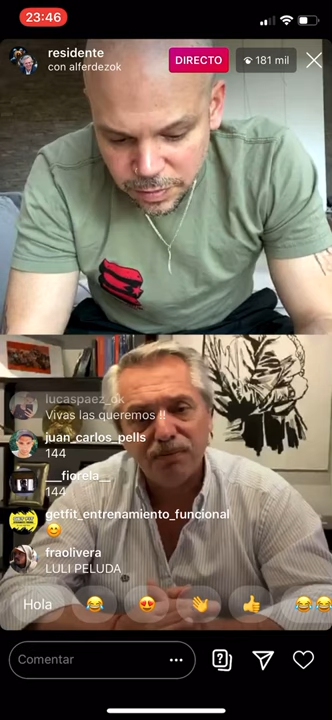 23:46
residente
con alferdezok
DIRECTO
181 mil
lucaspaez_ok
Vivas las queremos !!
juan_carlos_pells
144
__fiorela__
144
getfit_entrenamiento_funcional
😊
fraolivera
LULI PELUDA
Hola 😂 😍 👋 👍 😂😂
Comentar